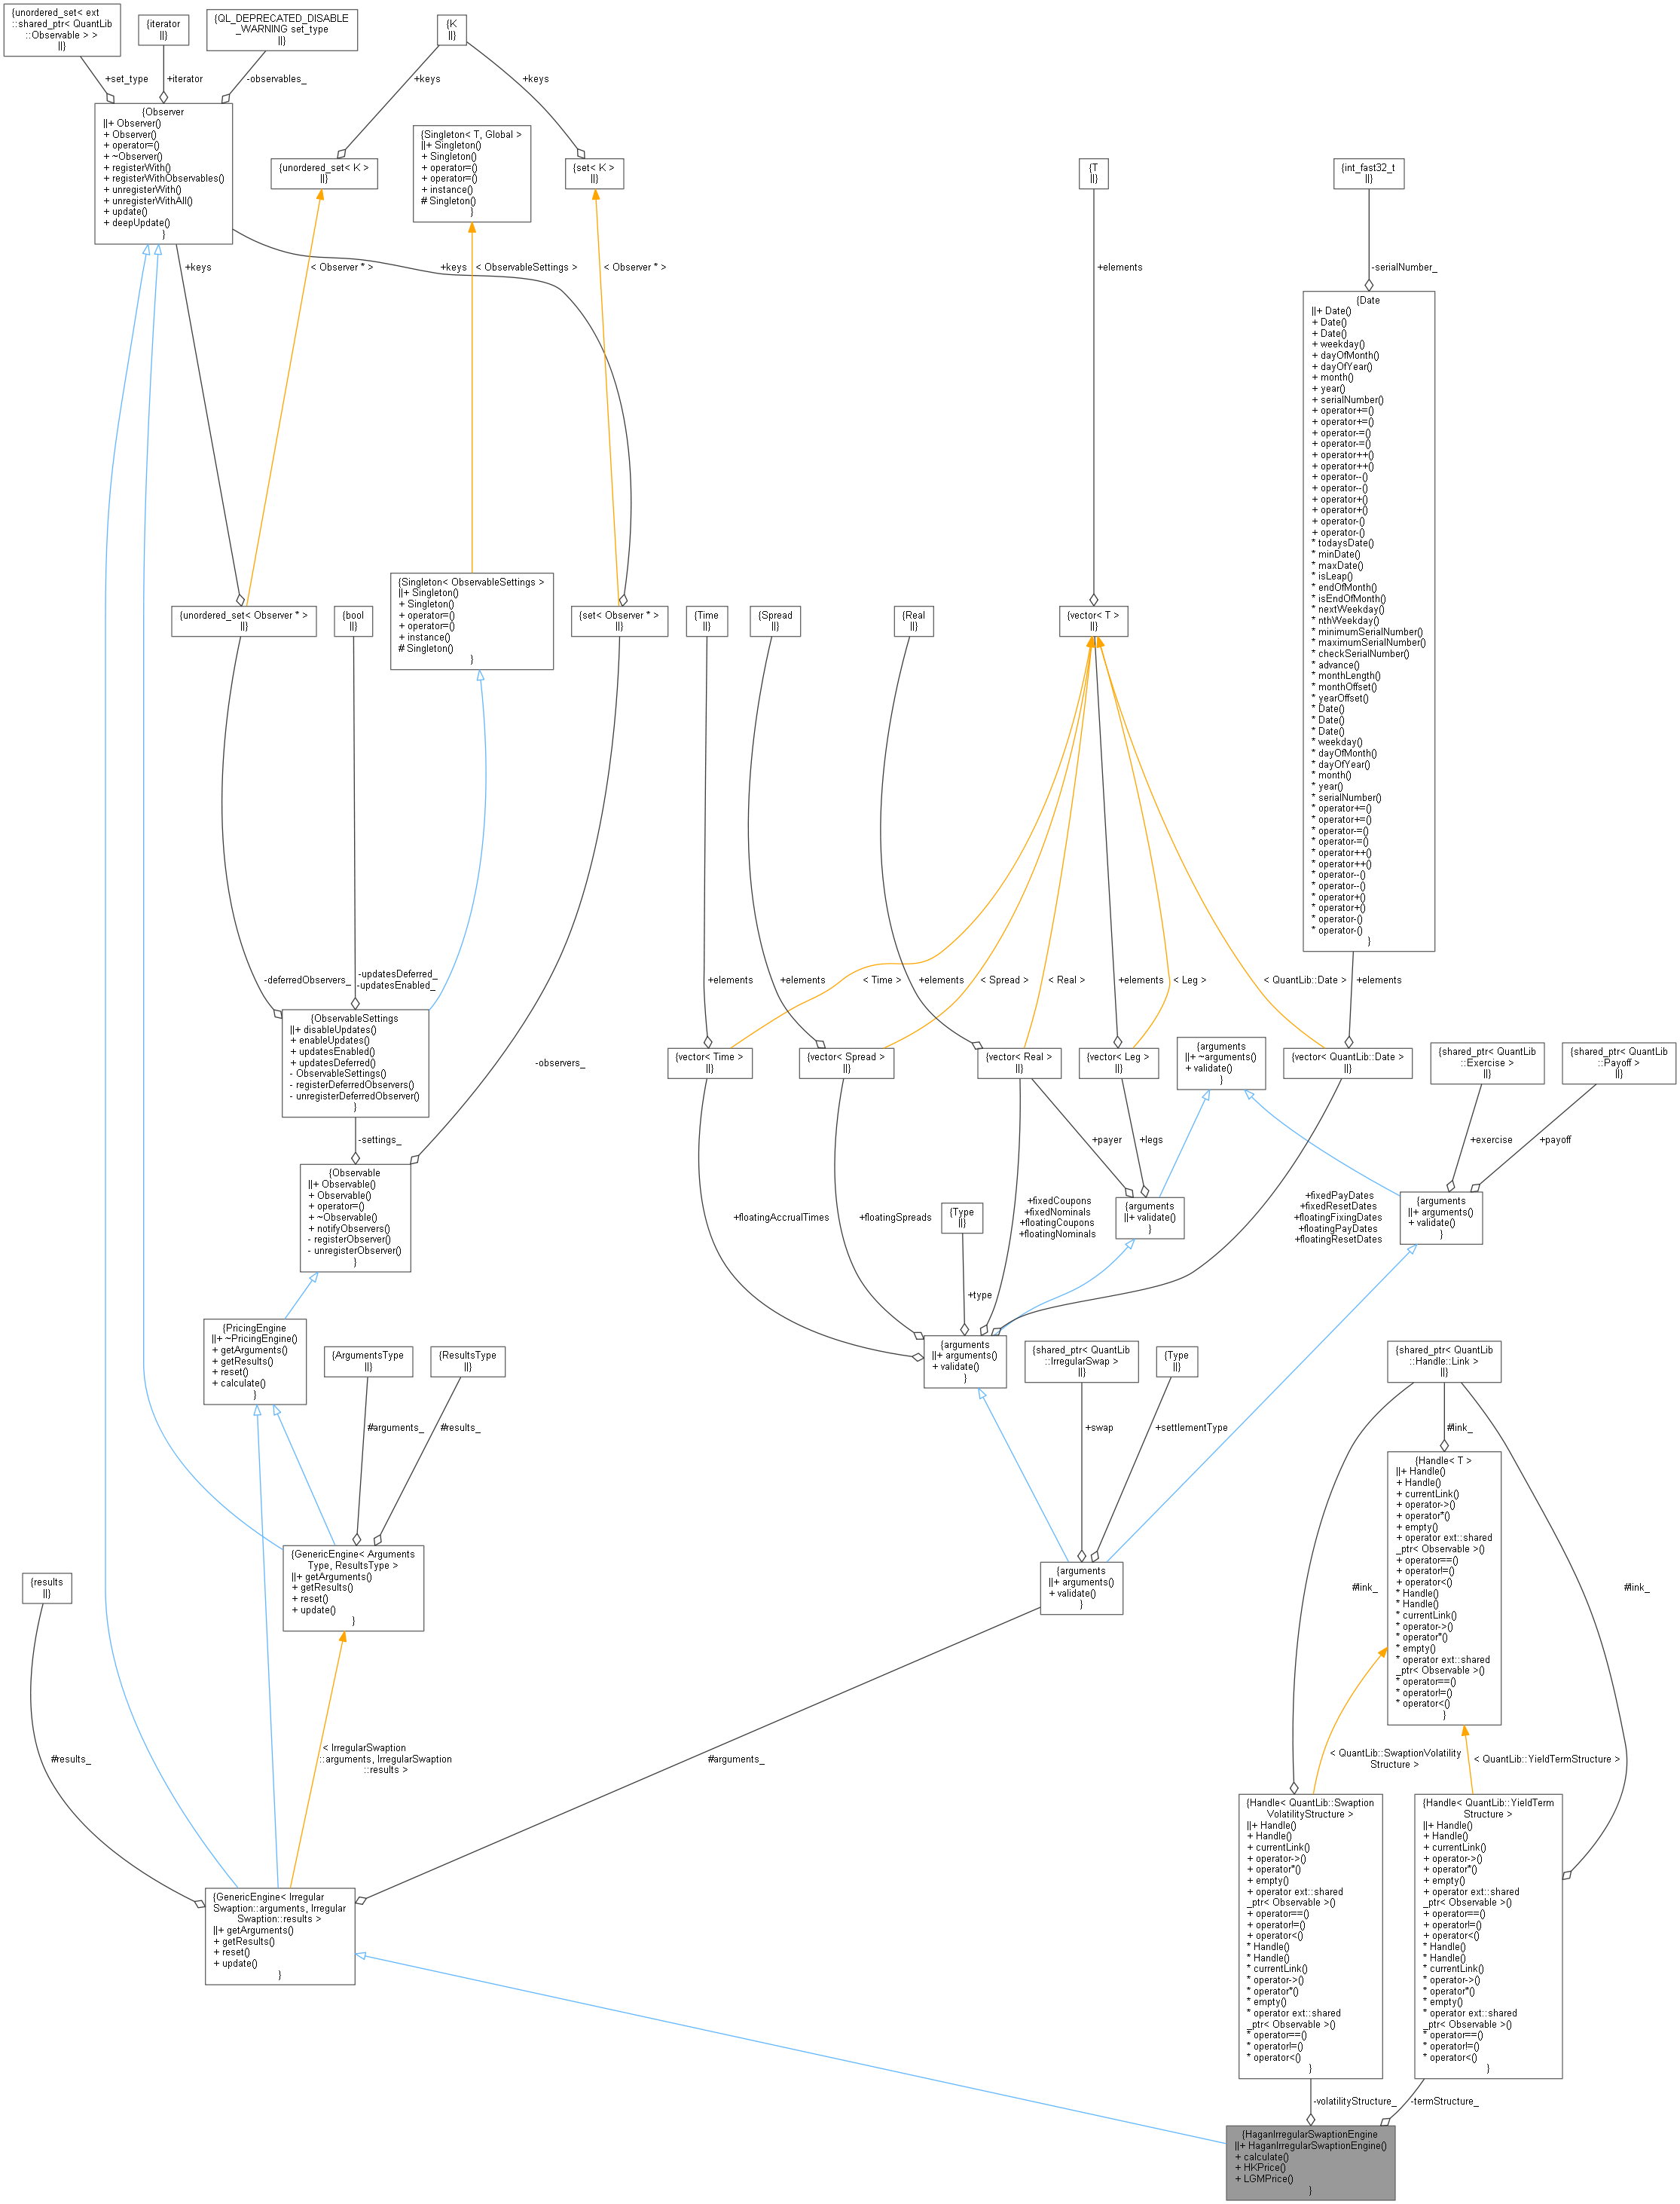 {unordered_set< ext
::shared_ptr< QuantLib
::Observable > >
||}
{iterator
||}
{QL_DEPRECATED_DISABLE
_WARNING set_type
||}
{K
||}
+set_type
+iterator
-observables_
+keys
+keys
{Observer
||+ Observer()
+ Observer()
+ operator=()
+ ~Observer()
+ registerWith()
+ registerWithObservables()
+ unregisterWith()
+ unregisterWithAll()
+ update()
+ deepUpdate()
}
{unordered_set< K >
||}
{Singleton< T, Global >
||+ Singleton()
+ Singleton()
+ operator=()
+ operator=()
+ instance()
# Singleton()
}
{set< K >
||}
{T
||}
{int_fast32_t
||}
+keys
< Observer * >
+keys
< ObservableSettings >
< Observer * >
+elements
-serialNumber_
{Date
||+ Date()
+ Date()
+ Date()
+ weekday()
+ dayOfMonth()
+ dayOfYear()
+ month()
+ year()
+ serialNumber()
+ operator+=()
+ operator+=()
+ operator-=()
+ operator-=()
+ operator++()
+ operator++()
+ operator--()
+ operator--()
+ operator+()
+ operator+()
+ operator-()
+ operator-()
* todaysDate()
* minDate()
* maxDate()
* isLeap()
* endOfMonth()
* isEndOfMonth()
* nextWeekday()
* nthWeekday()
* minimumSerialNumber()
* maximumSerialNumber()
* checkSerialNumber()
* advance()
* monthLength()
* monthOffset()
* yearOffset()
* Date()
* Date()
* Date()
* weekday()
* dayOfMonth()
* dayOfYear()
* month()
* year()
* serialNumber()
* operator+=()
* operator+=()
* operator-=()
* operator-=()
* operator++()
* operator++()
* operator--()
* operator--()
* operator+()
* operator+()
* operator-()
* operator-()
}
{unordered_set< Observer * >
||}
{bool
||}
{Singleton< ObservableSettings >
||+ Singleton()
+ Singleton()
+ operator=()
+ operator=()
+ instance()
# Singleton()
}
{set< Observer * >
||}
{Time
||}
{Spread
||}
{Real
||}
{vector< T >
||}
-deferredObservers_
-updatesDeferred_
-updatesEnabled_
+elements
+elements
< Time >
+elements
< Spread >
< Real >
+elements
< Leg >
< QuantLib::Date >
+elements
{ObservableSettings
||+ disableUpdates()
+ enableUpdates()
+ updatesEnabled()
+ updatesDeferred()
- ObservableSettings()
- registerDeferredObservers()
- unregisterDeferredObserver()
}
-observers_
{vector< Time >
||}
{vector< Spread >
||}
{vector< Real >
||}
{vector< Leg >
||}
{arguments
||+ ~arguments()
+ validate()
}
{vector< QuantLib::Date >
||}
{shared_ptr< QuantLib
::Exercise >
||}
{shared_ptr< QuantLib
::Payoff >
||}
-settings_
+payer
+legs
+exercise
+payoff
{Observable
||+ Observable()
+ Observable()
+ operator=()
+ ~Observable()
+ notifyObservers()
- registerObserver()
- unregisterObserver()
}
+floatingAccrualTimes
+floatingSpreads
{Type
||}
+fixedCoupons
+fixedNominals
+floatingCoupons
+floatingNominals
{arguments
||+ validate()
}
+fixedPayDates
+fixedResetDates
+floatingFixingDates
+floatingPayDates
+floatingResetDates
{arguments
||+ arguments()
+ validate()
}
+type
{PricingEngine
||+ ~PricingEngine()
+ getArguments()
+ getResults()
+ reset()
+ calculate()
}
{ArgumentsType
||}
{ResultsType
||}
{arguments
||+ arguments()
+ validate()
}
{shared_ptr< QuantLib
::IrregularSwap >
||}
{Type
||}
{shared_ptr< QuantLib
::Handle::Link >
||}
#arguments_
#results_
+swap
+settlementType
#link_
{Handle< T >
||+ Handle()
+ Handle()
+ currentLink()
+ operator->()
+ operator*()
+ empty()
+ operator ext::shared
_ptr< Observable >()
+ operator==()
+ operator!=()
+ operator<()
* Handle()
* Handle()
* currentLink()
* operator->()
* operator*()
* empty()
* operator ext::shared
_ptr< Observable >()
* operator==()
* operator!=()
* operator<()
}
{results
||}
{GenericEngine< Arguments
Type, ResultsType >
||+ getArguments()
+ getResults()
+ reset()
+ update()
}
{arguments
||+ arguments()
+ validate()
}
#link_
#link_
#results_
< IrregularSwaption
::arguments, IrregularSwaption
::results >
#arguments_
< QuantLib::SwaptionVolatility
Structure >
< QuantLib::YieldTermStructure >
{GenericEngine< Irregular
Swaption::arguments, Irregular
Swaption::results >
||+ getArguments()
+ getResults()
+ reset()
+ update()
}
{Handle< QuantLib::Swaption
VolatilityStructure >
||+ Handle()
+ Handle()
+ currentLink()
+ operator->()
+ operator*()
+ empty()
+ operator ext::shared
_ptr< Observable >()
+ operator==()
+ operator!=()
+ operator<()
* Handle()
* Handle()
* currentLink()
* operator->()
* operator*()
* empty()
* operator ext::shared
_ptr< Observable >()
* operator==()
* operator!=()
* operator<()
}
{Handle< QuantLib::YieldTerm
Structure >
||+ Handle()
+ Handle()
+ currentLink()
+ operator->()
+ operator*()
+ empty()
+ operator ext::shared
_ptr< Observable >()
+ operator==()
+ operator!=()
+ operator<()
* Handle()
* Handle()
* currentLink()
* operator->()
* operator*()
* empty()
* operator ext::shared
_ptr< Observable >()
* operator==()
* operator!=()
* operator<()
}
-volatilityStructure_
-termStructure_
{HaganIrregularSwaptionEngine
||+ HaganIrregularSwaptionEngine()
+ calculate()
+ HKPrice()
+ LGMPrice()
}